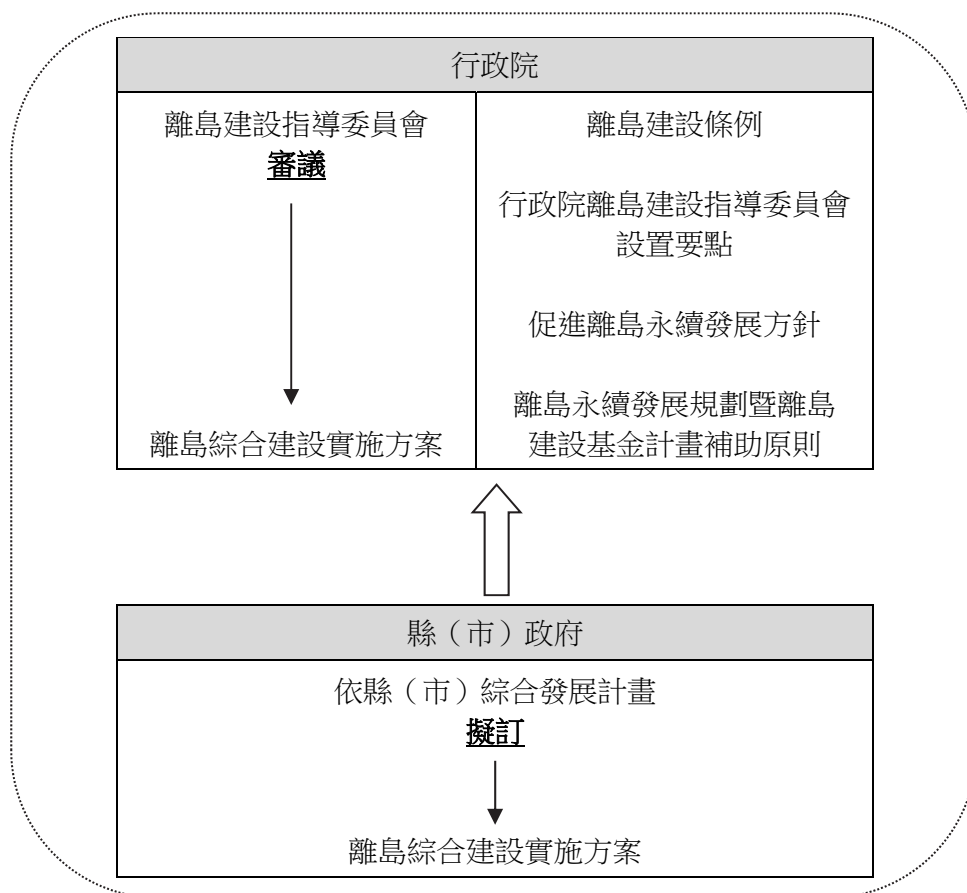 行政院
離島建設指導委員會
審議
離島綜合建設實施方案
離島建設條例
行政院離島建設指導委員會
設置要點
促進離島永續發展方針
離島永續發展規劃暨離島
建設基金計畫補助原則
縣（市）政府
依縣（市）綜合發展計畫
擬訂
離島綜合建設實施方案